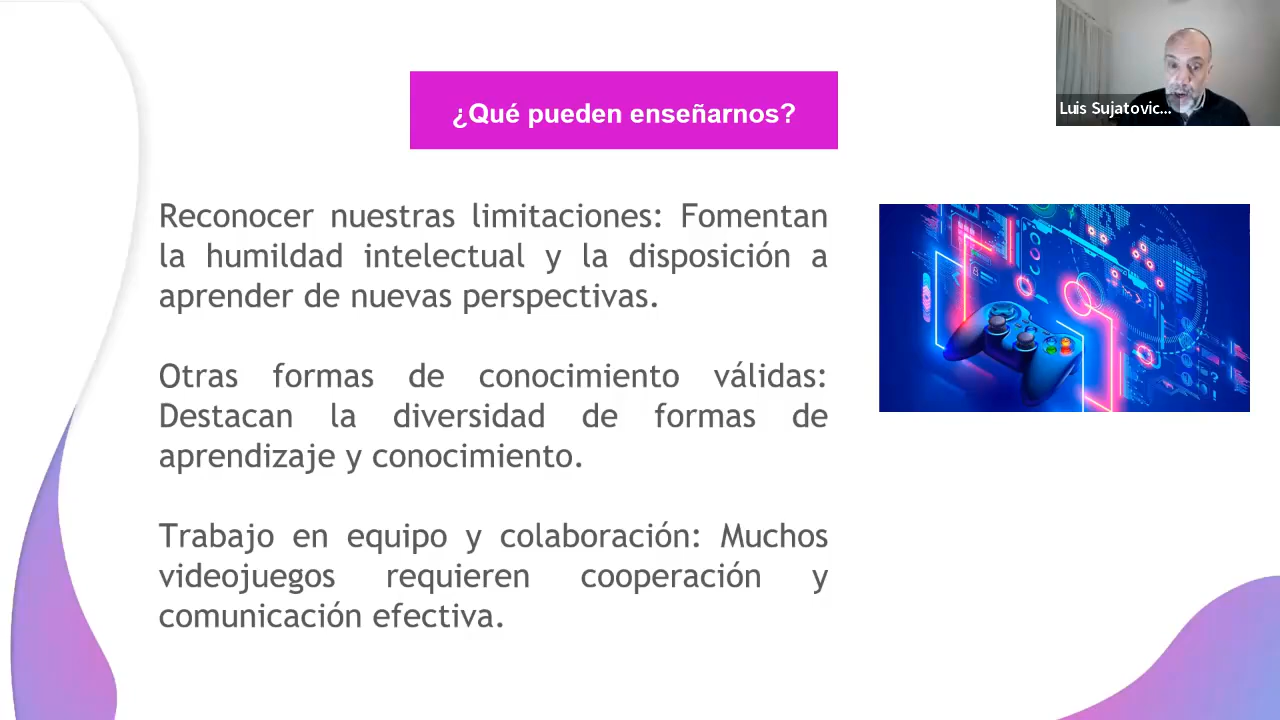 ¿Qué pueden enseñarnos?
Luis Sujatovic...
Reconocer nuestras limitaciones: Fomentan
la humildad intelectual y la disposición a
aprender de nuevas perspectivas.
Otras formas de conocimiento válidas:
Destacan la diversidad de formas de
aprendizaje y conocimiento.
Trabajo en equipo y colaboración: Muchos
videojuegos requieren cooperación y
comunicación efectiva.